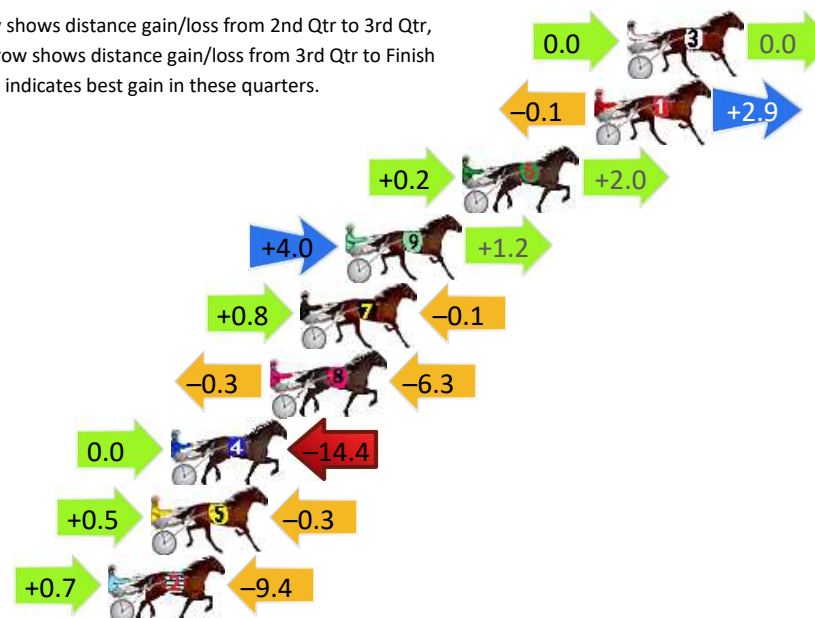 shows distance gain/loss from 2nd Qtr to 3rd Qtr,
row shows distance gain/loss from 3rd Qtr to Finish
indicates best gain in these quarters.
0.0 3 0.0
–0.1 1 +2.9
+0.2 6 +2.0
+4.0 9 +1.2
+0.8 7 –0.1
–0.3 8 –6.3
0.0 4 –14.4
+0.5 5 –0.3
+0.7 2 –9.4